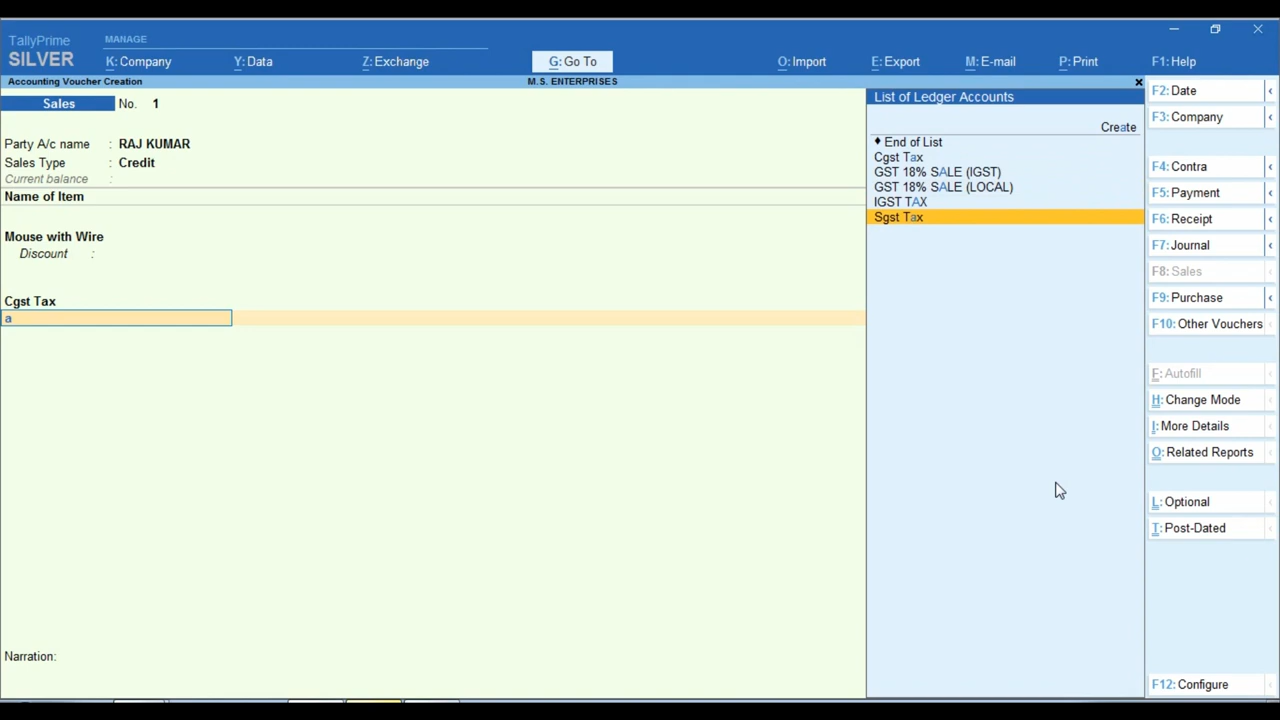 TallyPrime
SILVER
MANAGE
K: Company
Y: Data
Z: Exchange
G: Go To
O: Import
E: Export
M: E-mail
P: Print
F1: Help
Accounting Voucher Creation
M.S. ENTERPRISES
Sales No. 1
Party A/c name : RAJ KUMAR
Sales Type : Credit
Current balance :
Name of Item
Mouse with Wire
Discount :
Cgst Tax
a
Narration:
List of Ledger Accounts
Create
♦ End of List
Cgst Tax
GST 18% SALE (IGST)
GST 18% SALE (LOCAL)
IGST TAX
Sgst Tax
F2: Date
F3: Company
F4: Contra
F5: Payment
F6: Receipt
F7: Journal
F8: Sales
F9: Purchase
F10: Other Vouchers
F: Autofill
H: Change Mode
I: More Details
O: Related Reports
L: Optional
T: Post-Dated
F12: Configure